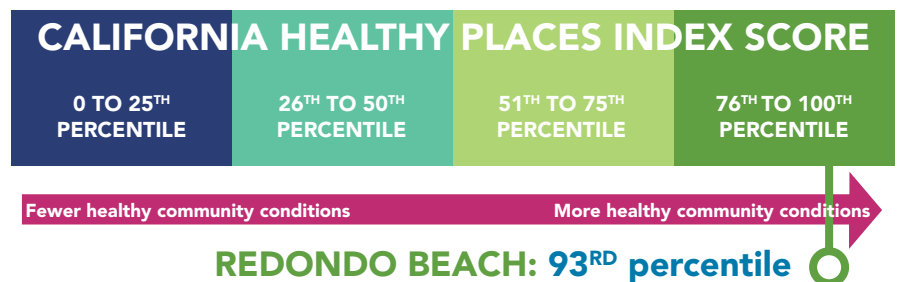 CALIFORNIA HEALTHY PLACES INDEX SCORE
0 TO 25TH PERCENTILE
26TH TO 50TH PERCENTILE
51TH TO 75TH PERCENTILE
76TH TO 100TH PERCENTILE
Fewer healthy community conditions
More healthy community conditions
REDONDO BEACH: 93RD percentile